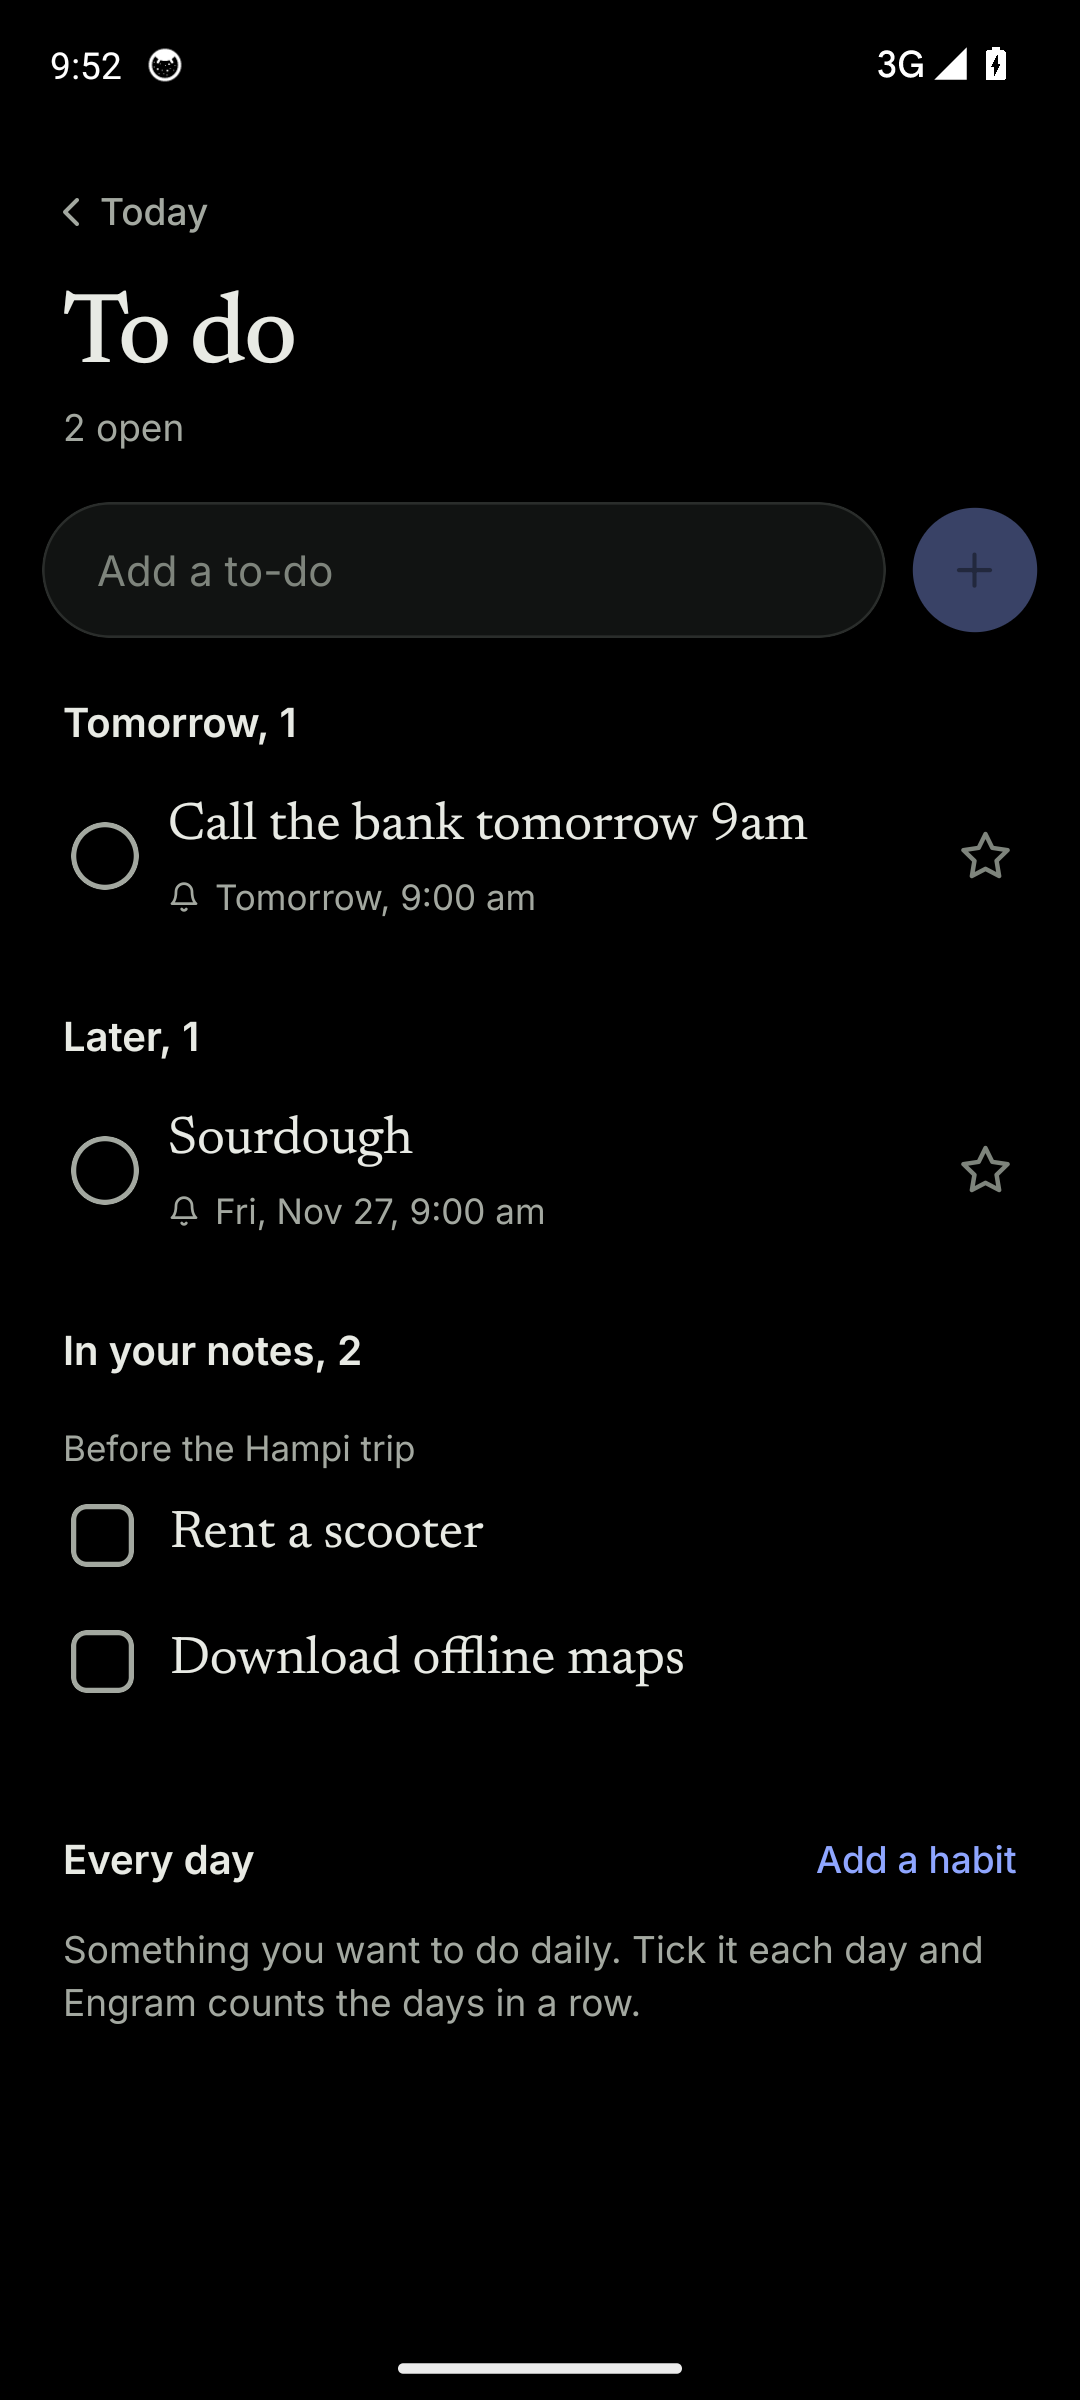 9:52
3G
Today
To do
2 open
Add a to-do
Tomorrow, 1
Call the bank tomorrow 9am
Tomorrow, 9:00 am
Later, 1
Sourdough
Fri, Nov 27, 9:00 am
In your notes, 2
Before the Hampi trip
Rent a scooter
Download offline maps
Every day
Add a habit
Something you want to do daily. Tick it each day and
Engram counts the days in a row.